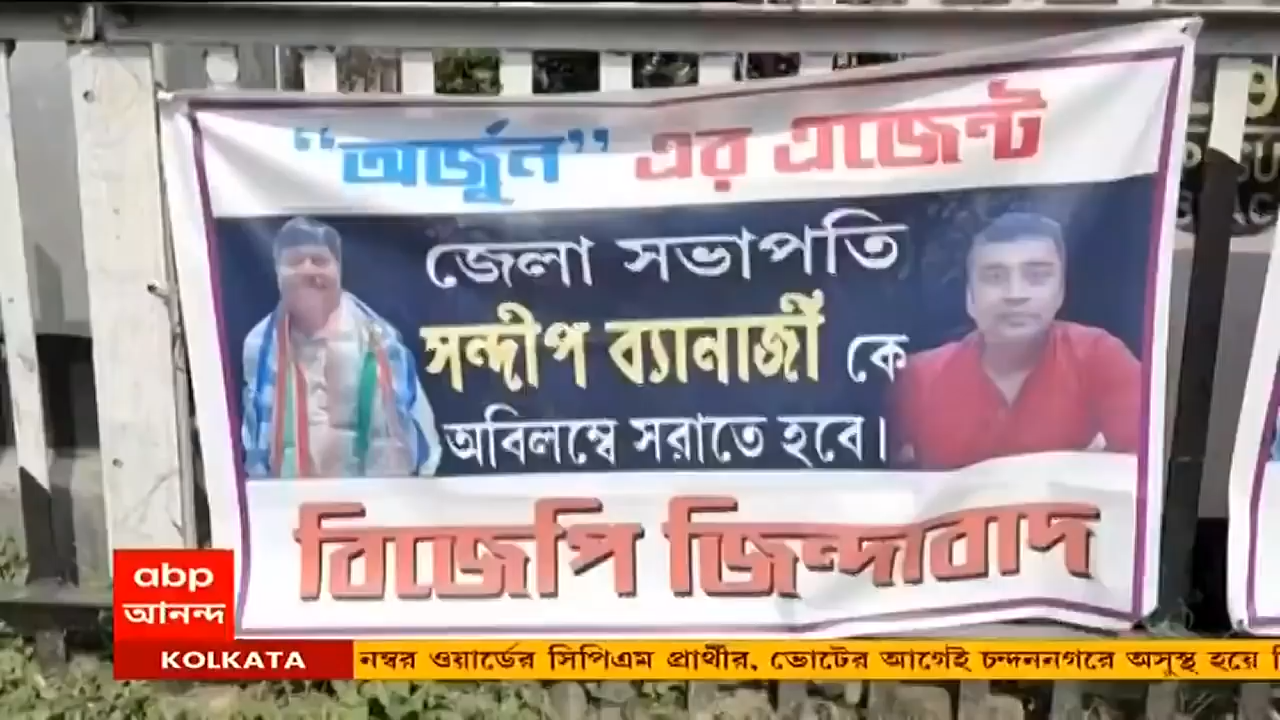 “অর্জুন” এর এজেন্ট
জেলা সভাপতি
সন্দীপ ব্যানার্জী কে
অবিলম্বে সরাতে হবে।
বিজেপি জিন্দাবাদ
abp
আনন্দ
KOLKATA
নম্বর ওয়ার্ডের সিপিএম প্রার্থীর, ভোটের আগেই চন্দননগরে অসুস্থ হয়ে